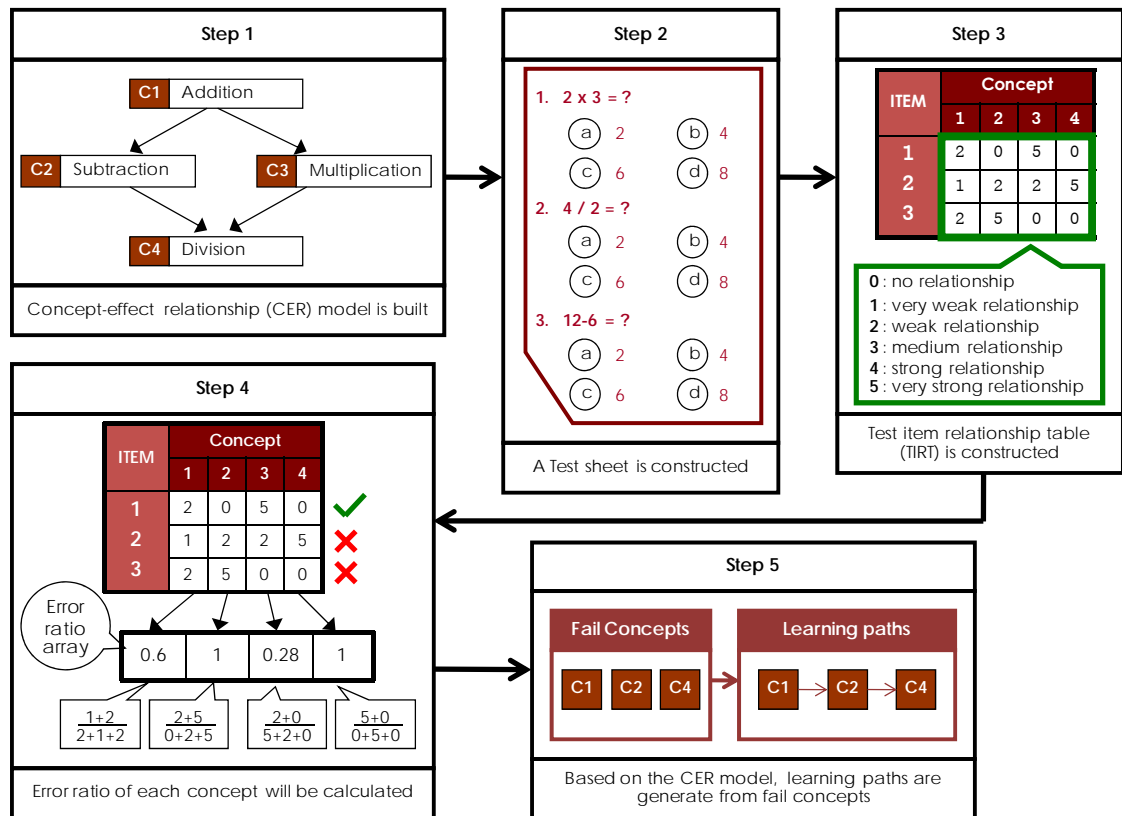 Step 1
C1 Addition
C2 Subtraction
C3 Multiplication
C4 Division
Concept-effect relationship (CER) model is built
Step 2
1. 2 x 3 = ?
a 2 b 4
c 6 d 8
2. 4 / 2 = ?
a 2 b 4
c 6 d 8
3. 12-6 = ?
a 2 b 4
c 6 d 8
A Test sheet is constructed
Step 3
ITEM Concept
1 2 3 4
1 2 0 5 0
2 1 2 2 5
3 2 5 0 0
0 : no relationship
1 : very weak relationship
2 : weak relationship
3 : medium relationship
4 : strong relationship
5 : very strong relationship
Test item relationship table
(TIRT) is constructed
Step 4
ITEM Concept
1 2 3 4
1 2 0 5 0
2 1 2 2 5
3 2 5 0 0
Error
ratio
array
0.6 1 0.28 1
1+2 2+5 2+0 5+0
2+1+2 0+2+5 5+2+0 0+5+0
Error ratio of each concept will be calculated
Step 5
Fail Concepts
C1 C2 C4
Learning paths
C1 C2 C4
Based on the CER model, learning paths are
generate from fail concepts